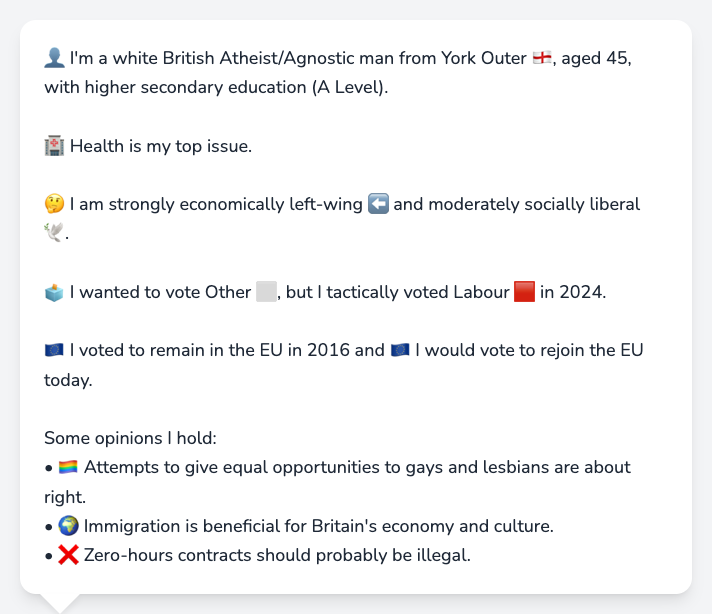 👤 I'm a white British Atheist/Agnostic man from York Outer 🏴󠁧󠁢󠁥󠁮󠁧󠁿, aged 45,
with higher secondary education (A Level).
🏥 Health is my top issue.
🤔 I am strongly economically left-wing ⬅️ and moderately socially liberal
🕊️.
🗳️ I wanted to vote Other ⬜, but I tactically voted Labour 🟥 in 2024.
🇪🇺 I voted to remain in the EU in 2016 and 🇪🇺 I would vote to rejoin the EU
today.
Some opinions I hold:
• 🏳️‍🌈 Attempts to give equal opportunities to gays and lesbians are about
right.
• 🌍 Immigration is beneficial for Britain's economy and culture.
• ❌ Zero-hours contracts should probably be illegal.